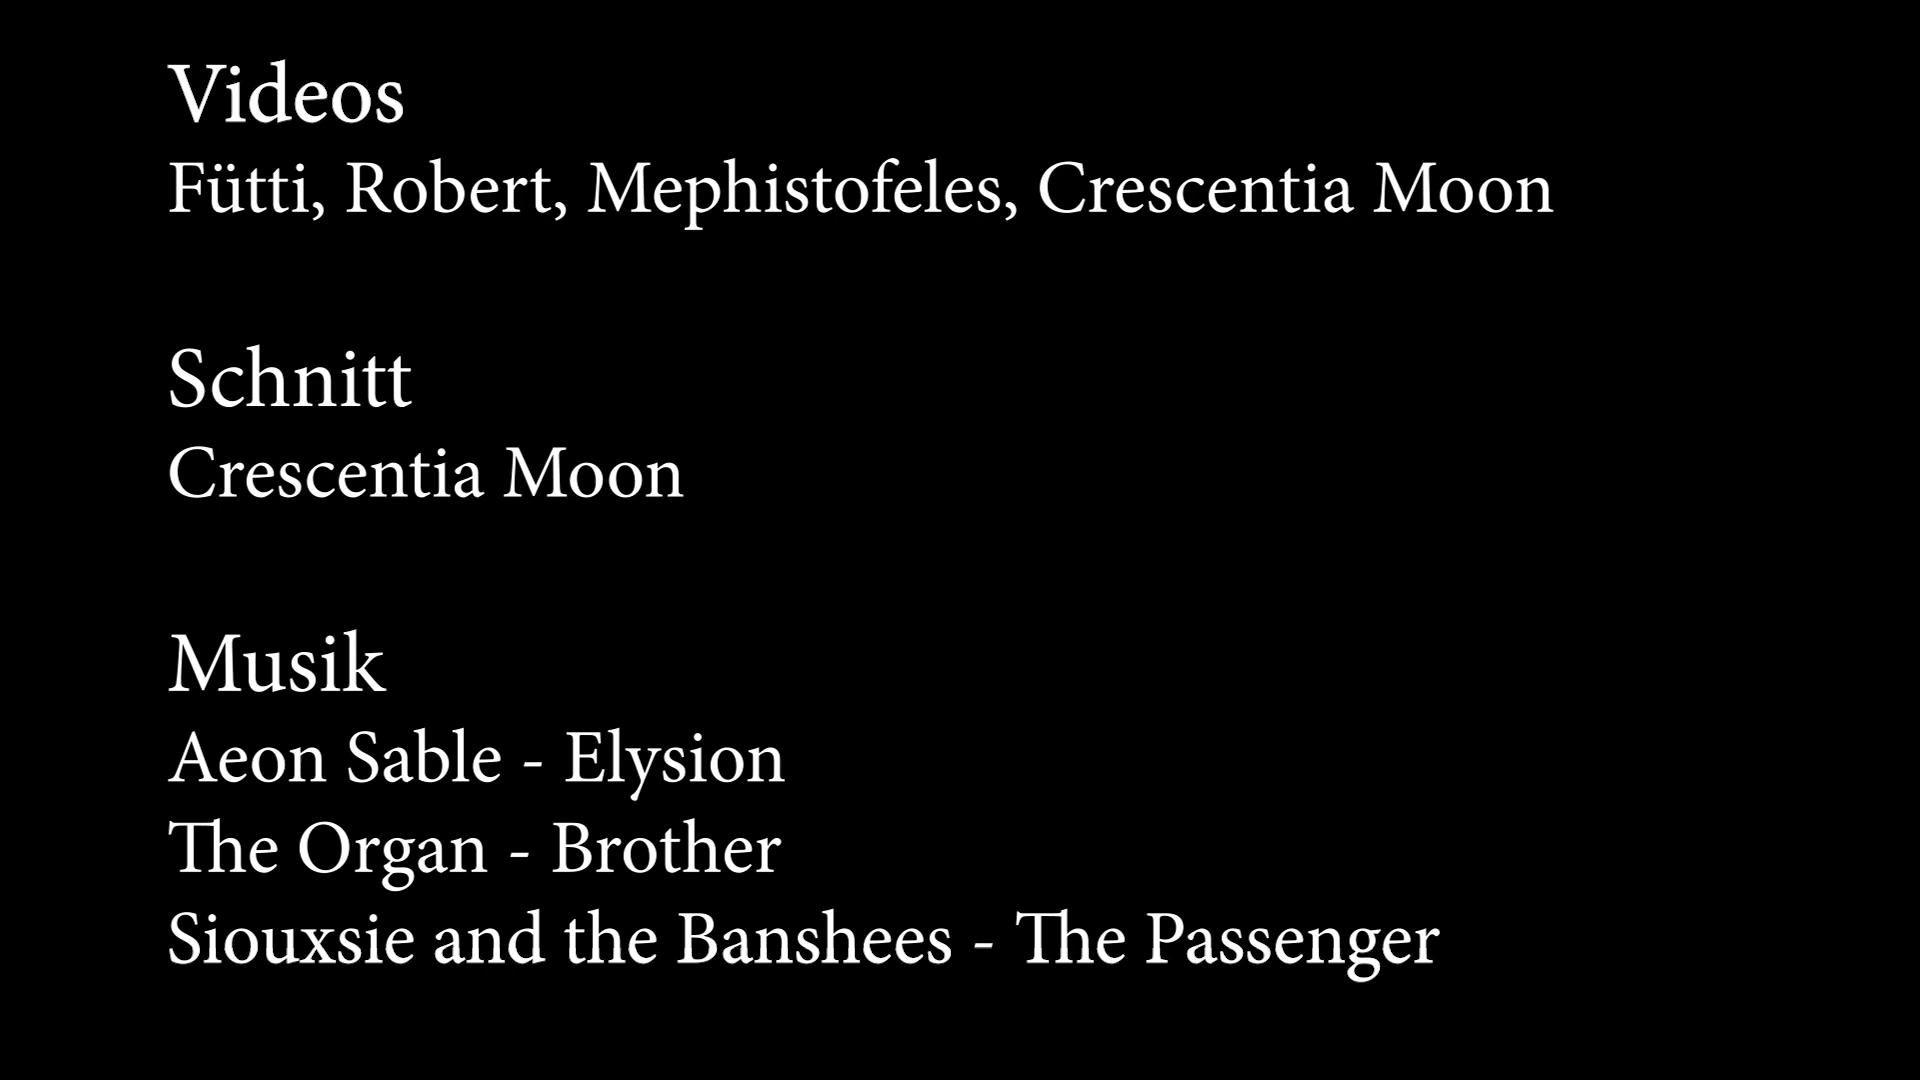 Videos
Fütti, Robert, Mephistofeles, Crescentia Moon
Schnitt
Crescentia Moon
Musik
Aeon Sable - Elysion
The Organ - Brother
Siouxsie and the Banshees - The Passenger